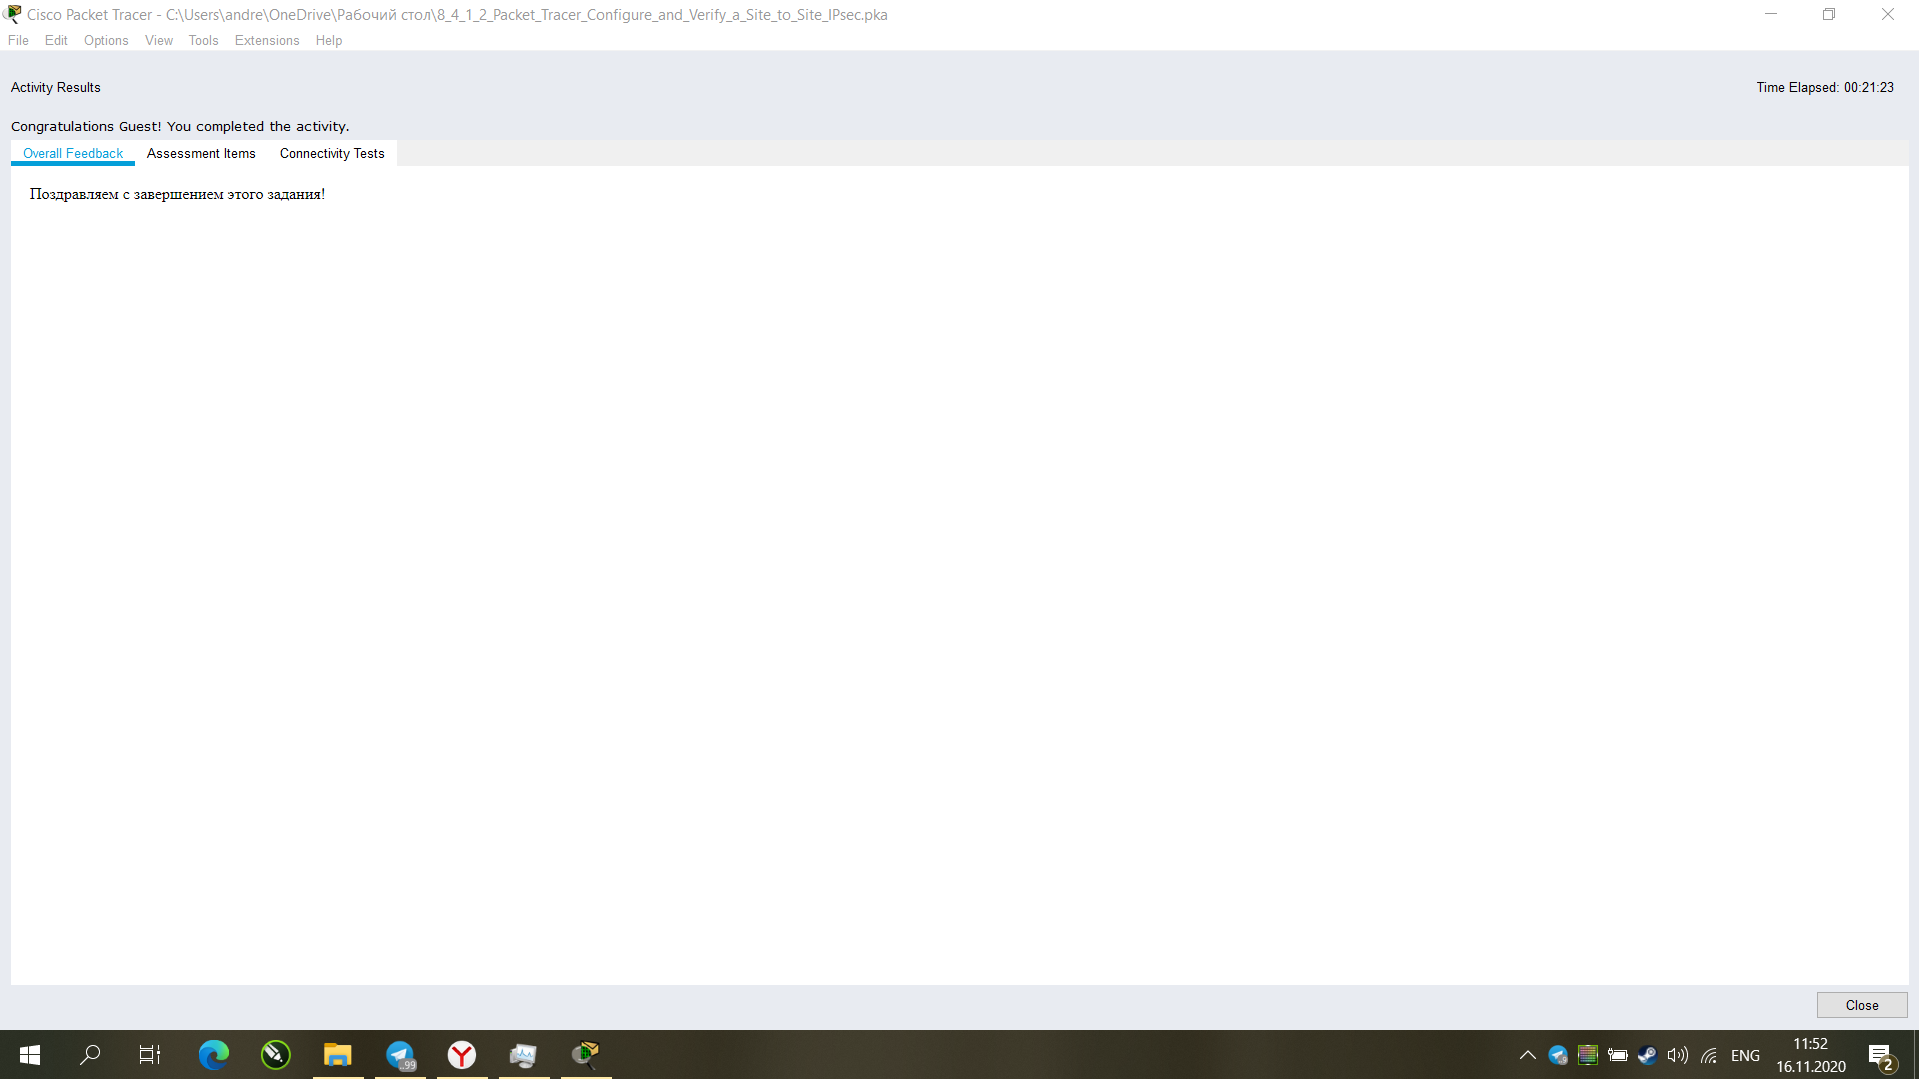 Cisco Packet Tracer - C:\Users\andre\OneDrive\Рабочий стол\8_4_1_2_Packet_Tracer_Configure_and_Verify_a_Site_to_Site_IPsec.pka
File Edit Options View Tools Extensions Help
Activity Results
Time Elapsed: 00:21:23
Congratulations Guest! You completed the activity.
Overall Feedback Assessment Items Connectivity Tests
Поздравляем с завершением этого задания!
Close
99
ENG
11:52
16.11.2020
2